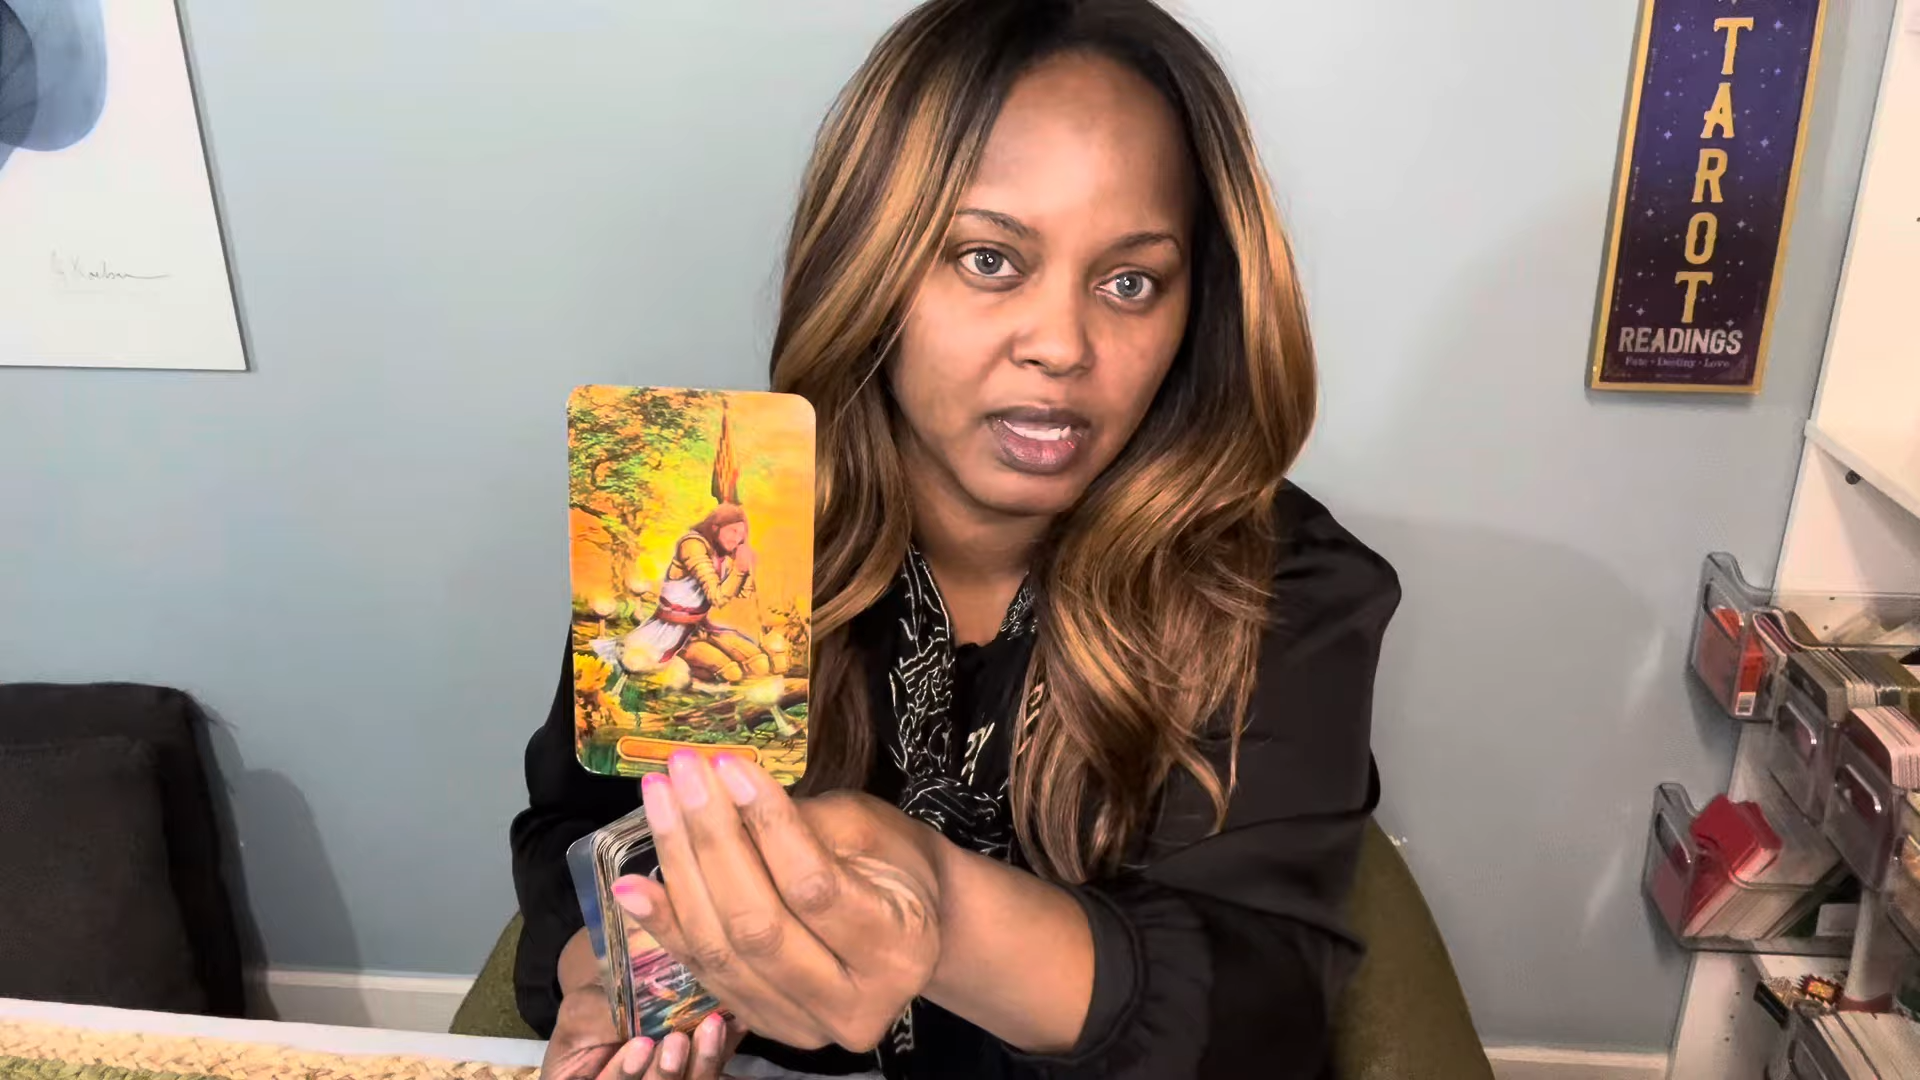 TAROT
READINGS
Fate • Destiny • Love